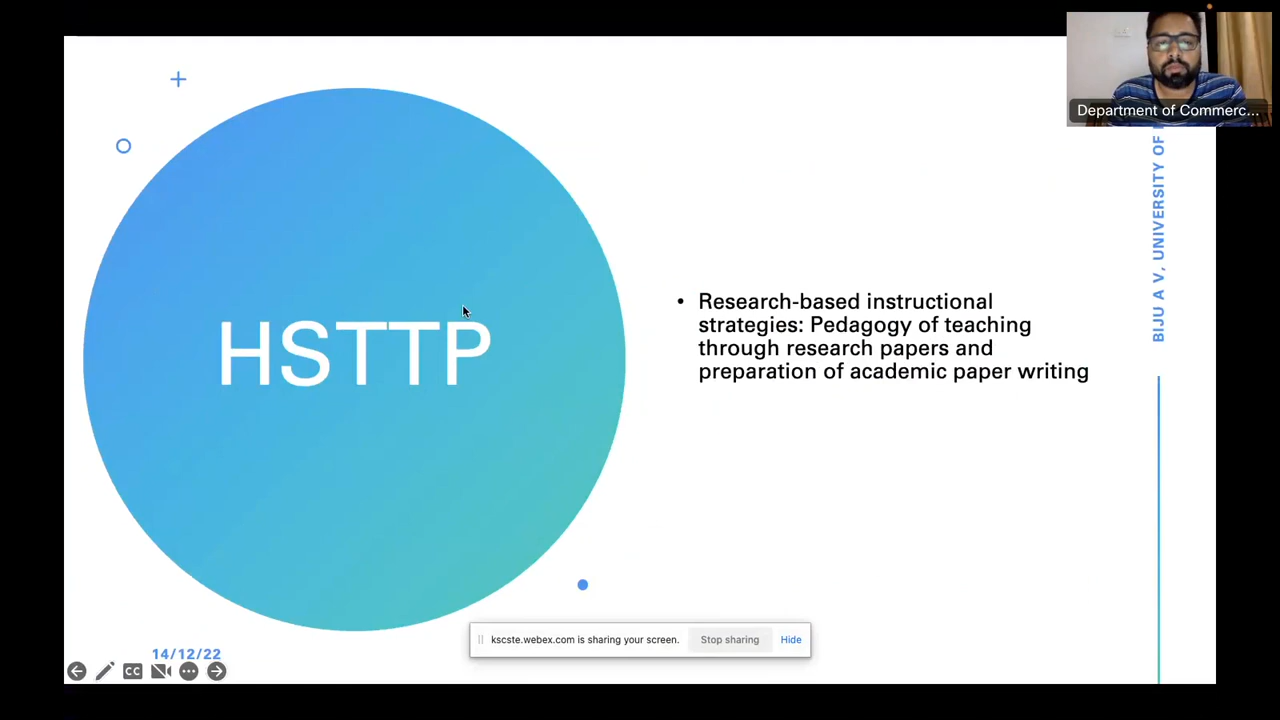 Department of Commerc...
BIJU A V, UNIVERSITY OF
HSTTP
• Research-based instructional
strategies: Pedagogy of teaching
through research papers and
preparation of academic paper writing
kscste.webex.com is sharing your screen.
Stop sharing
Hide
14/12/22
CC